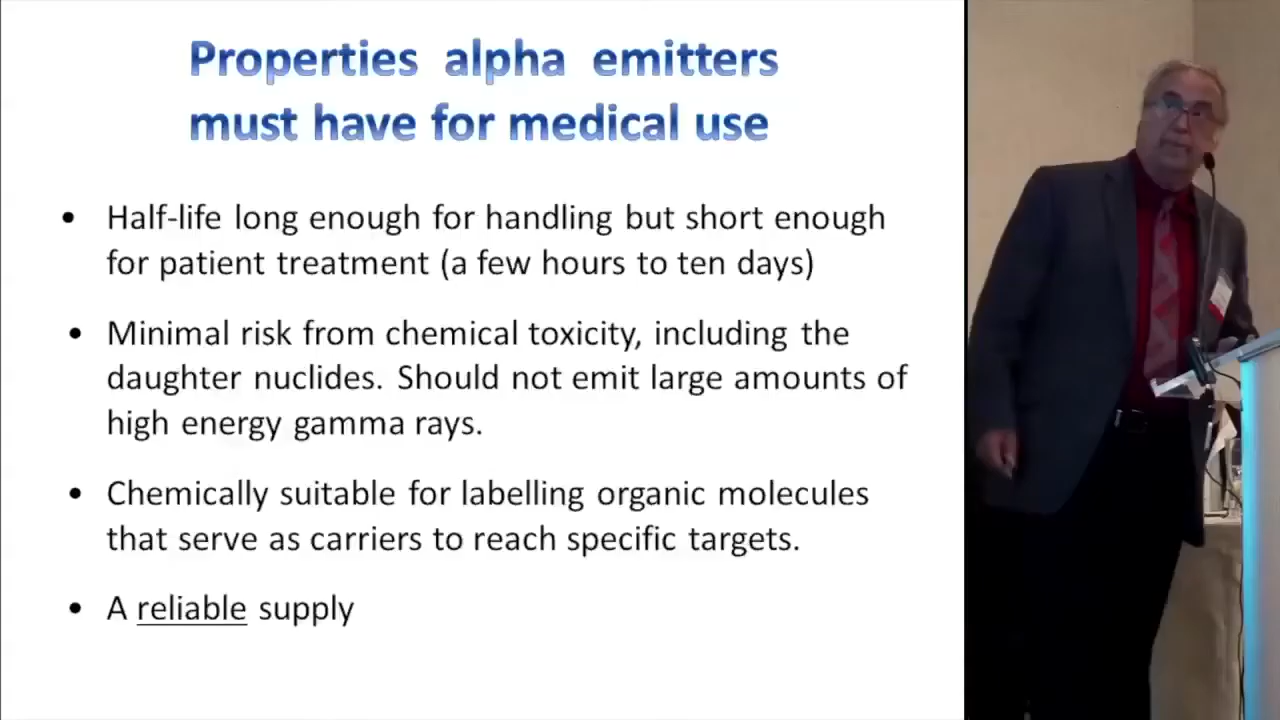 Properties alpha emitters
must have for medical use
• Half-life long enough for handling but short enough
for patient treatment (a few hours to ten days)
• Minimal risk from chemical toxicity, including the
daughter nuclides. Should not emit large amounts of
high energy gamma rays.
• Chemically suitable for labelling organic molecules
that serve as carriers to reach specific targets.
• A reliable supply